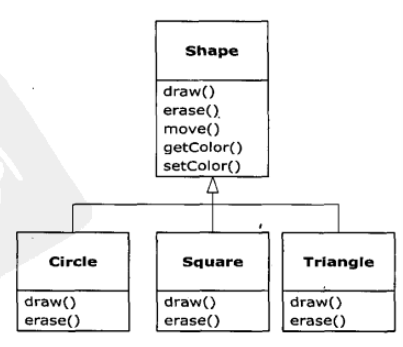 Shape
draw()
erase()
move()
getColor()
setColor()
Circle
draw()
erase()
Square
draw()
erase()
Triangle
draw()
erase()